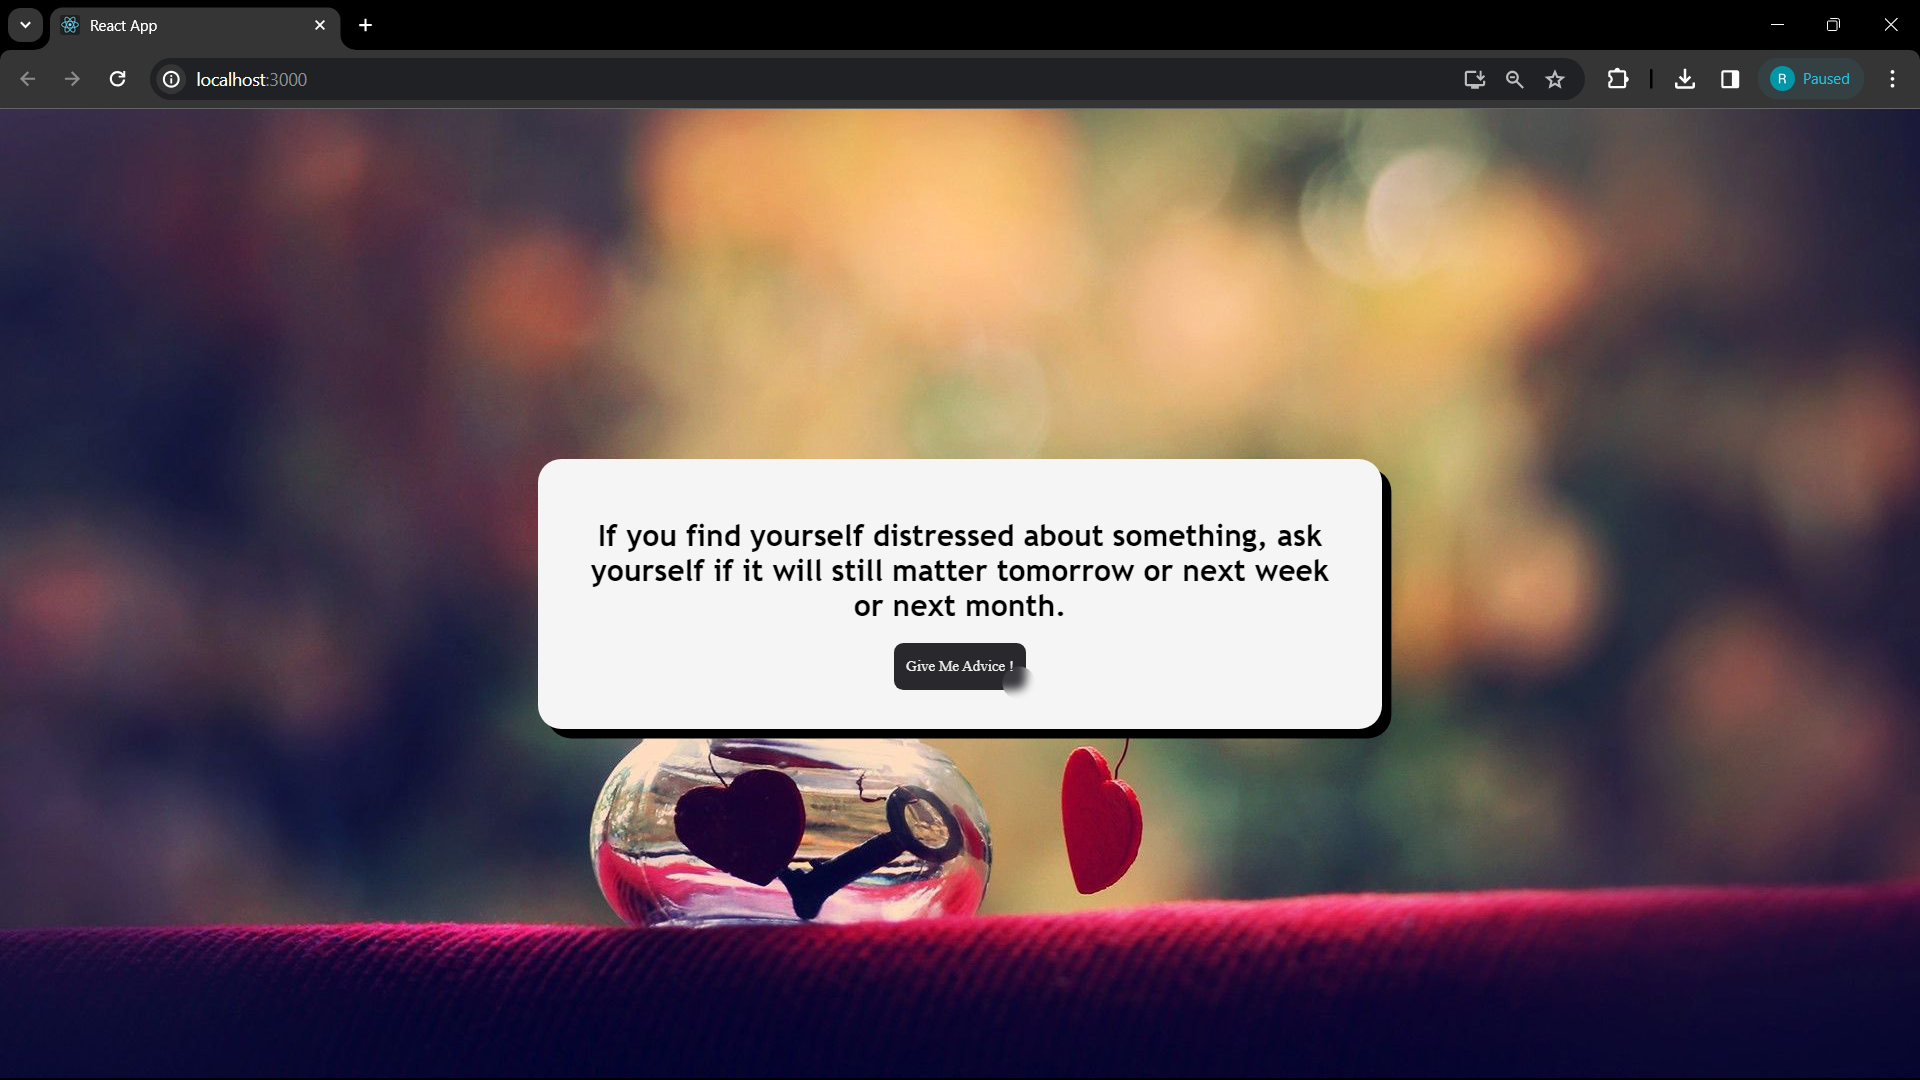 React App
localhost:3000
R Paused
If you find yourself distressed about something, ask
yourself if it will still matter tomorrow or next week
or next month.
Give Me Advice !